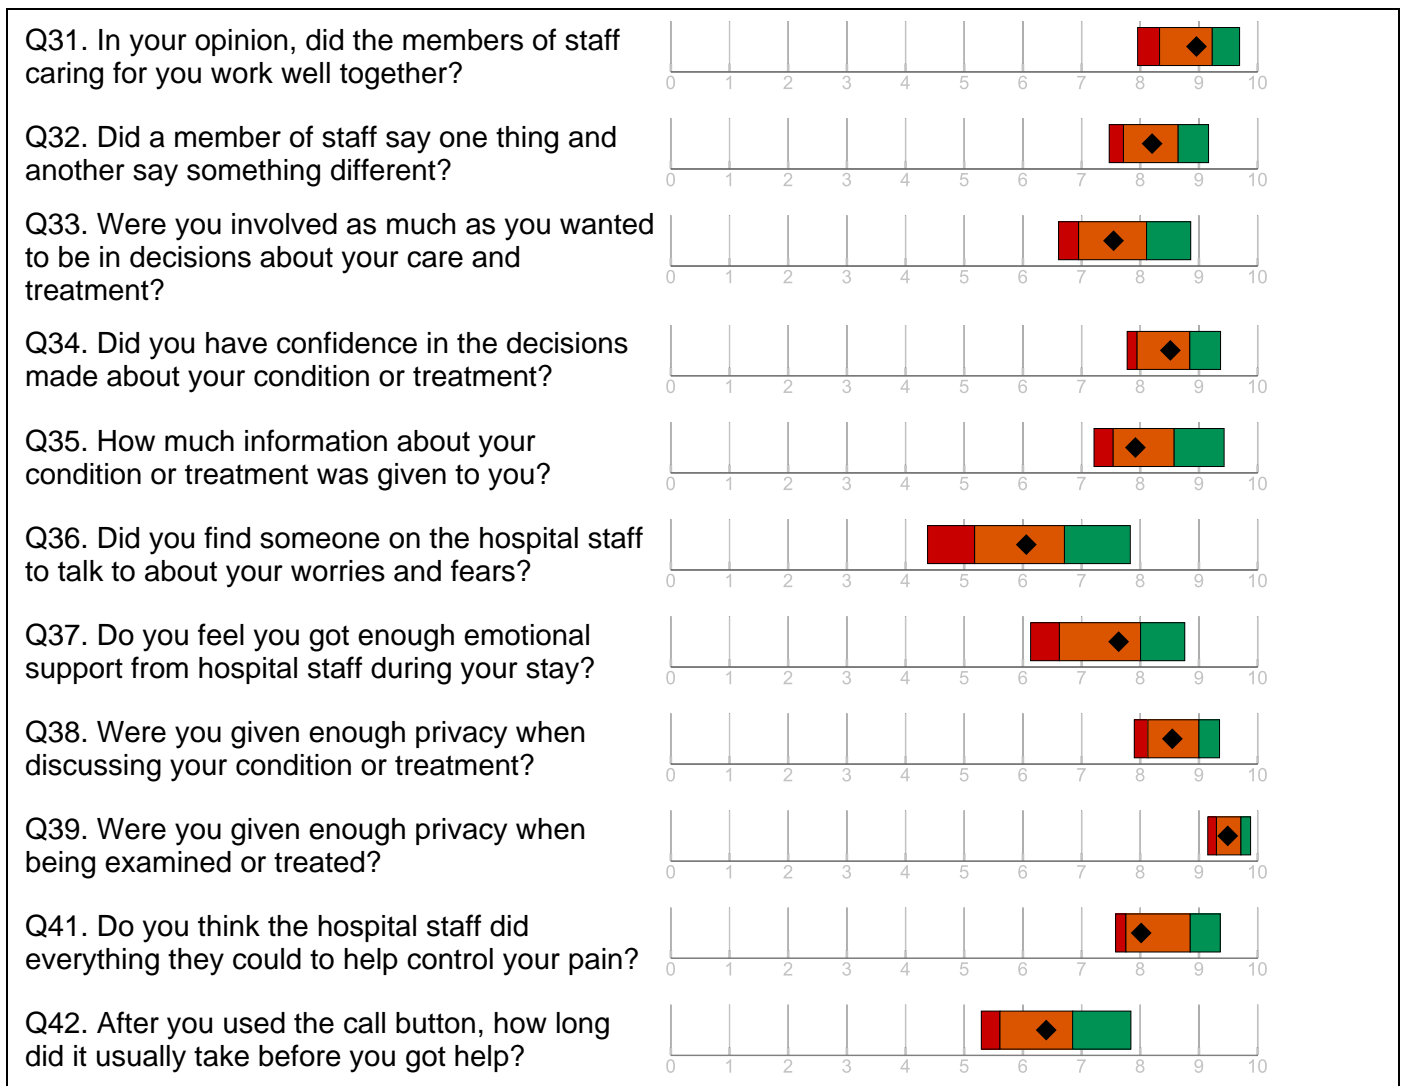 Q31. In your opinion, did the members of staff
caring for you work well together?
0 1 2 3 4 5 6 7 8 9 10
Q32. Did a member of staff say one thing and
another say something different?
0 1 2 3 4 5 6 7 8 9 10
Q33. Were you involved as much as you wanted
to be in decisions about your care and
treatment?
0 1 2 3 4 5 6 7 8 9 10
Q34. Did you have confidence in the decisions
made about your condition or treatment?
0 1 2 3 4 5 6 7 8 9 10
Q35. How much information about your
condition or treatment was given to you?
0 1 2 3 4 5 6 7 8 9 10
Q36. Did you find someone on the hospital staff
to talk to about your worries and fears?
0 1 2 3 4 5 6 7 8 9 10
Q37. Do you feel you got enough emotional
support from hospital staff during your stay?
0 1 2 3 4 5 6 7 8 9 10
Q38. Were you given enough privacy when
discussing your condition or treatment?
0 1 2 3 4 5 6 7 8 9 10
Q39. Were you given enough privacy when
being examined or treated?
0 1 2 3 4 5 6 7 8 9 10
Q41. Do you think the hospital staff did
everything they could to help control your pain?
0 1 2 3 4 5 6 7 8 9 10
Q42. After you used the call button, how long
did it usually take before you got help?
0 1 2 3 4 5 6 7 8 9 10